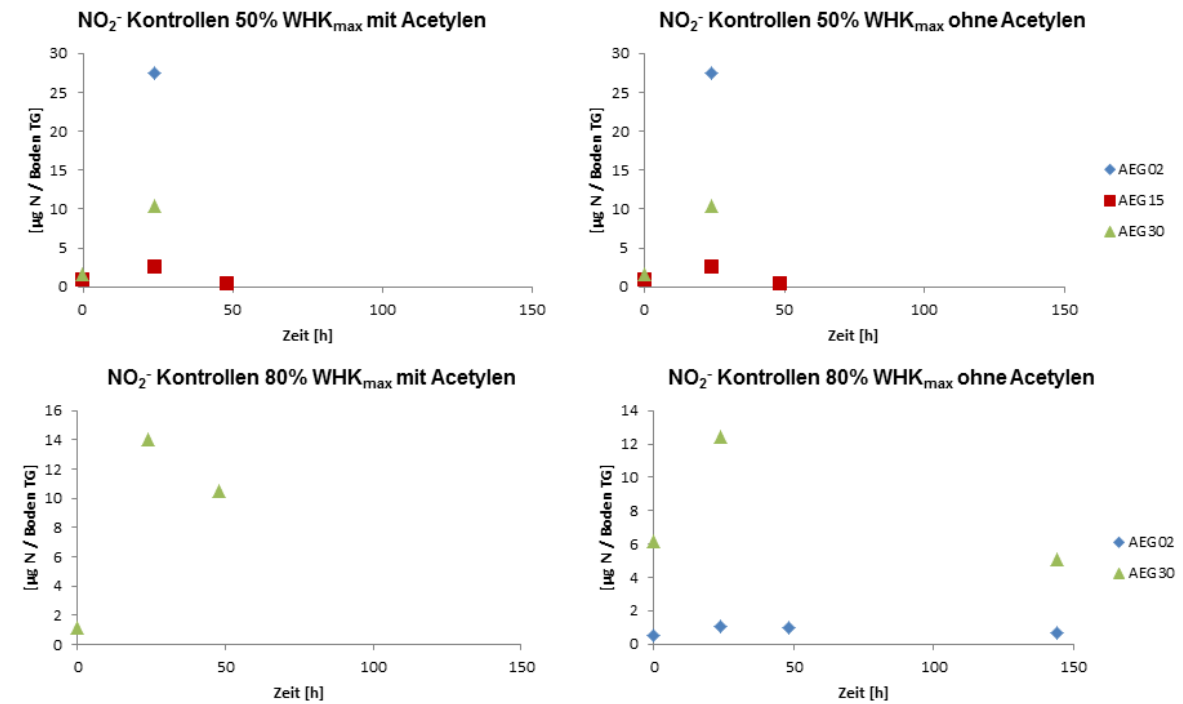 NO₂⁻ Kontrollen 50% WHKmax mit Acetylen
30
25
20
15
10
5
0
[µg N / Boden TG]
0 50 100 150
Zeit [h]
NO₂⁻ Kontrollen 50% WHKmax ohne Acetylen
30
25
20
15
10
5
0
[µg N / Boden TG]
0 50 100 150
Zeit [h]
AEG02
AEG15
AEG30
NO₂⁻ Kontrollen 80% WHKmax mit Acetylen
16
14
12
10
8
6
4
2
0
[µg N / Boden TG]
0 50 100 150
Zeit [h]
NO₂⁻ Kontrollen 80% WHKmax ohne Acetylen
14
12
10
8
6
4
2
0
[µg N / Boden TG]
0 50 100 150
Zeit [h]
AEG02
AEG30